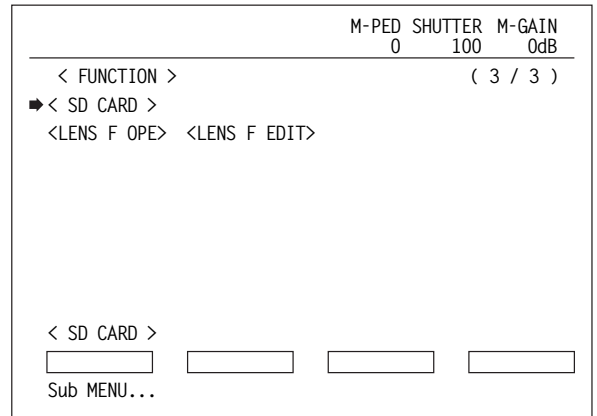 M-PED SHUTTER M-GAIN
0 100 0dB
< FUNCTION > ( 3 / 3 )
➡< SD CARD >
<LENS F OPE> <LENS F EDIT>
< SD CARD >
Sub MENU...